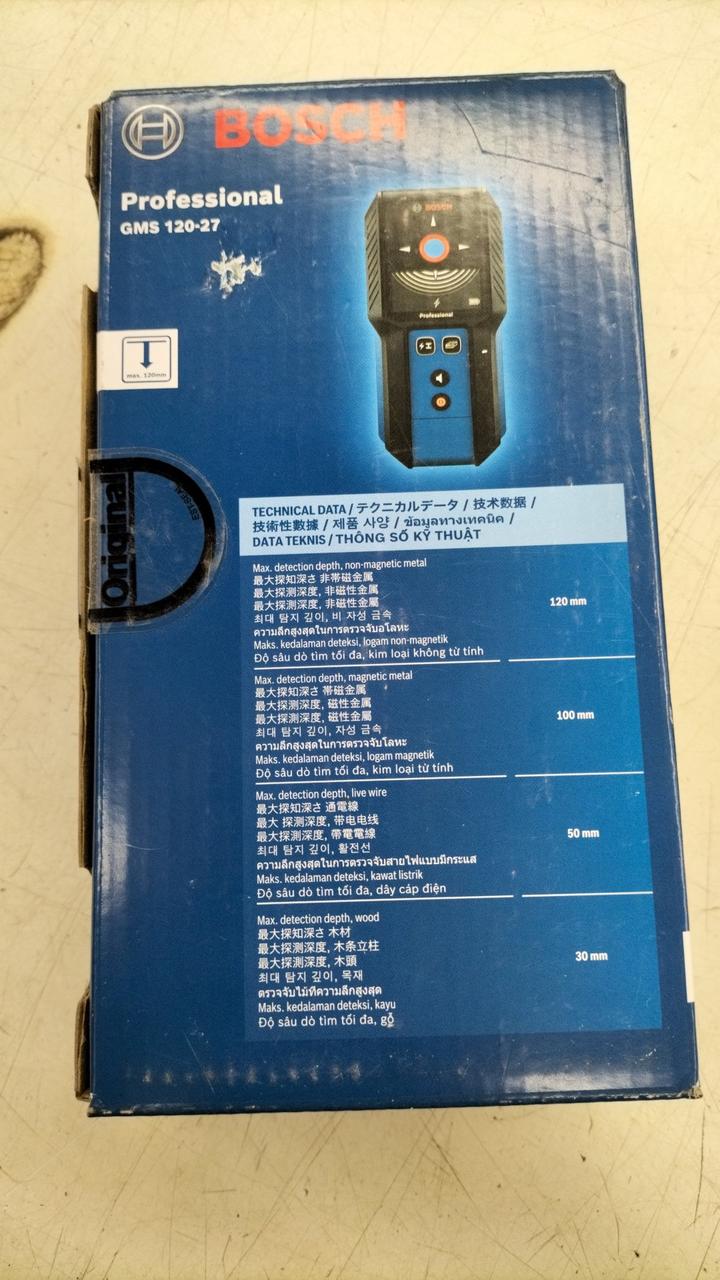 BOSCH
Professional
GMS 120-27
BOSCH
Professional
max. 120mm
Original
TECHNICAL DATA / テクニカルデータ / 技术数据 /
技術性數據 / 제품 사양 / ข้อมูลทางเทคนิค /
DATA TEKNIS / THÔNG SỐ KỸ THUẬT
Max. detection depth, non-magnetic metal
最大探知深さ 非帯磁金属
最大探测深度, 非磁性金属
最大探測深度, 非磁性金屬
최대 탐지 깊이, 비 자성 금속
ความลึกสูงสุดในการตรวจจับอโลหะ
Maks. kedalaman deteksi, logam non-magnetik
Độ sâu dò tìm tối đa, kim loại không từ tính
120 mm
Max. detection depth, magnetic metal
最大探知深さ 帯磁金属
最大探测深度, 磁性金属
最大探測深度, 磁性金屬
최대 탐지 깊이, 자성 금속
ความลึกสูงสุดในการตรวจจับโลหะ
Maks. kedalaman deteksi, logam magnetik
Độ sâu dò tìm tối đa, kim loại từ tính
100 mm
Max. detection depth, live wire
最大探知深さ 通電線
最大 探测深度, 带电电线
最大探測深度, 帶電電線
최대 탐지 깊이, 활전선
ความลึกสูงสุดในการตรวจจับสายไฟแบบมีกระแส
Maks. kedalaman deteksi, kawat listrik
Độ sâu dò tìm tối đa, dây cáp điện
50 mm
Max. detection depth, wood
最大探知深さ 木材
最大探测深度, 木条立柱
最大探測深度, 木頭
최대 탐지 깊이, 목재
ตรวจจับไม้ที่ความลึกสูงสุด
Maks. kedalaman deteksi, kayu
Độ sâu dò tìm tối đa, gỗ
30 mm